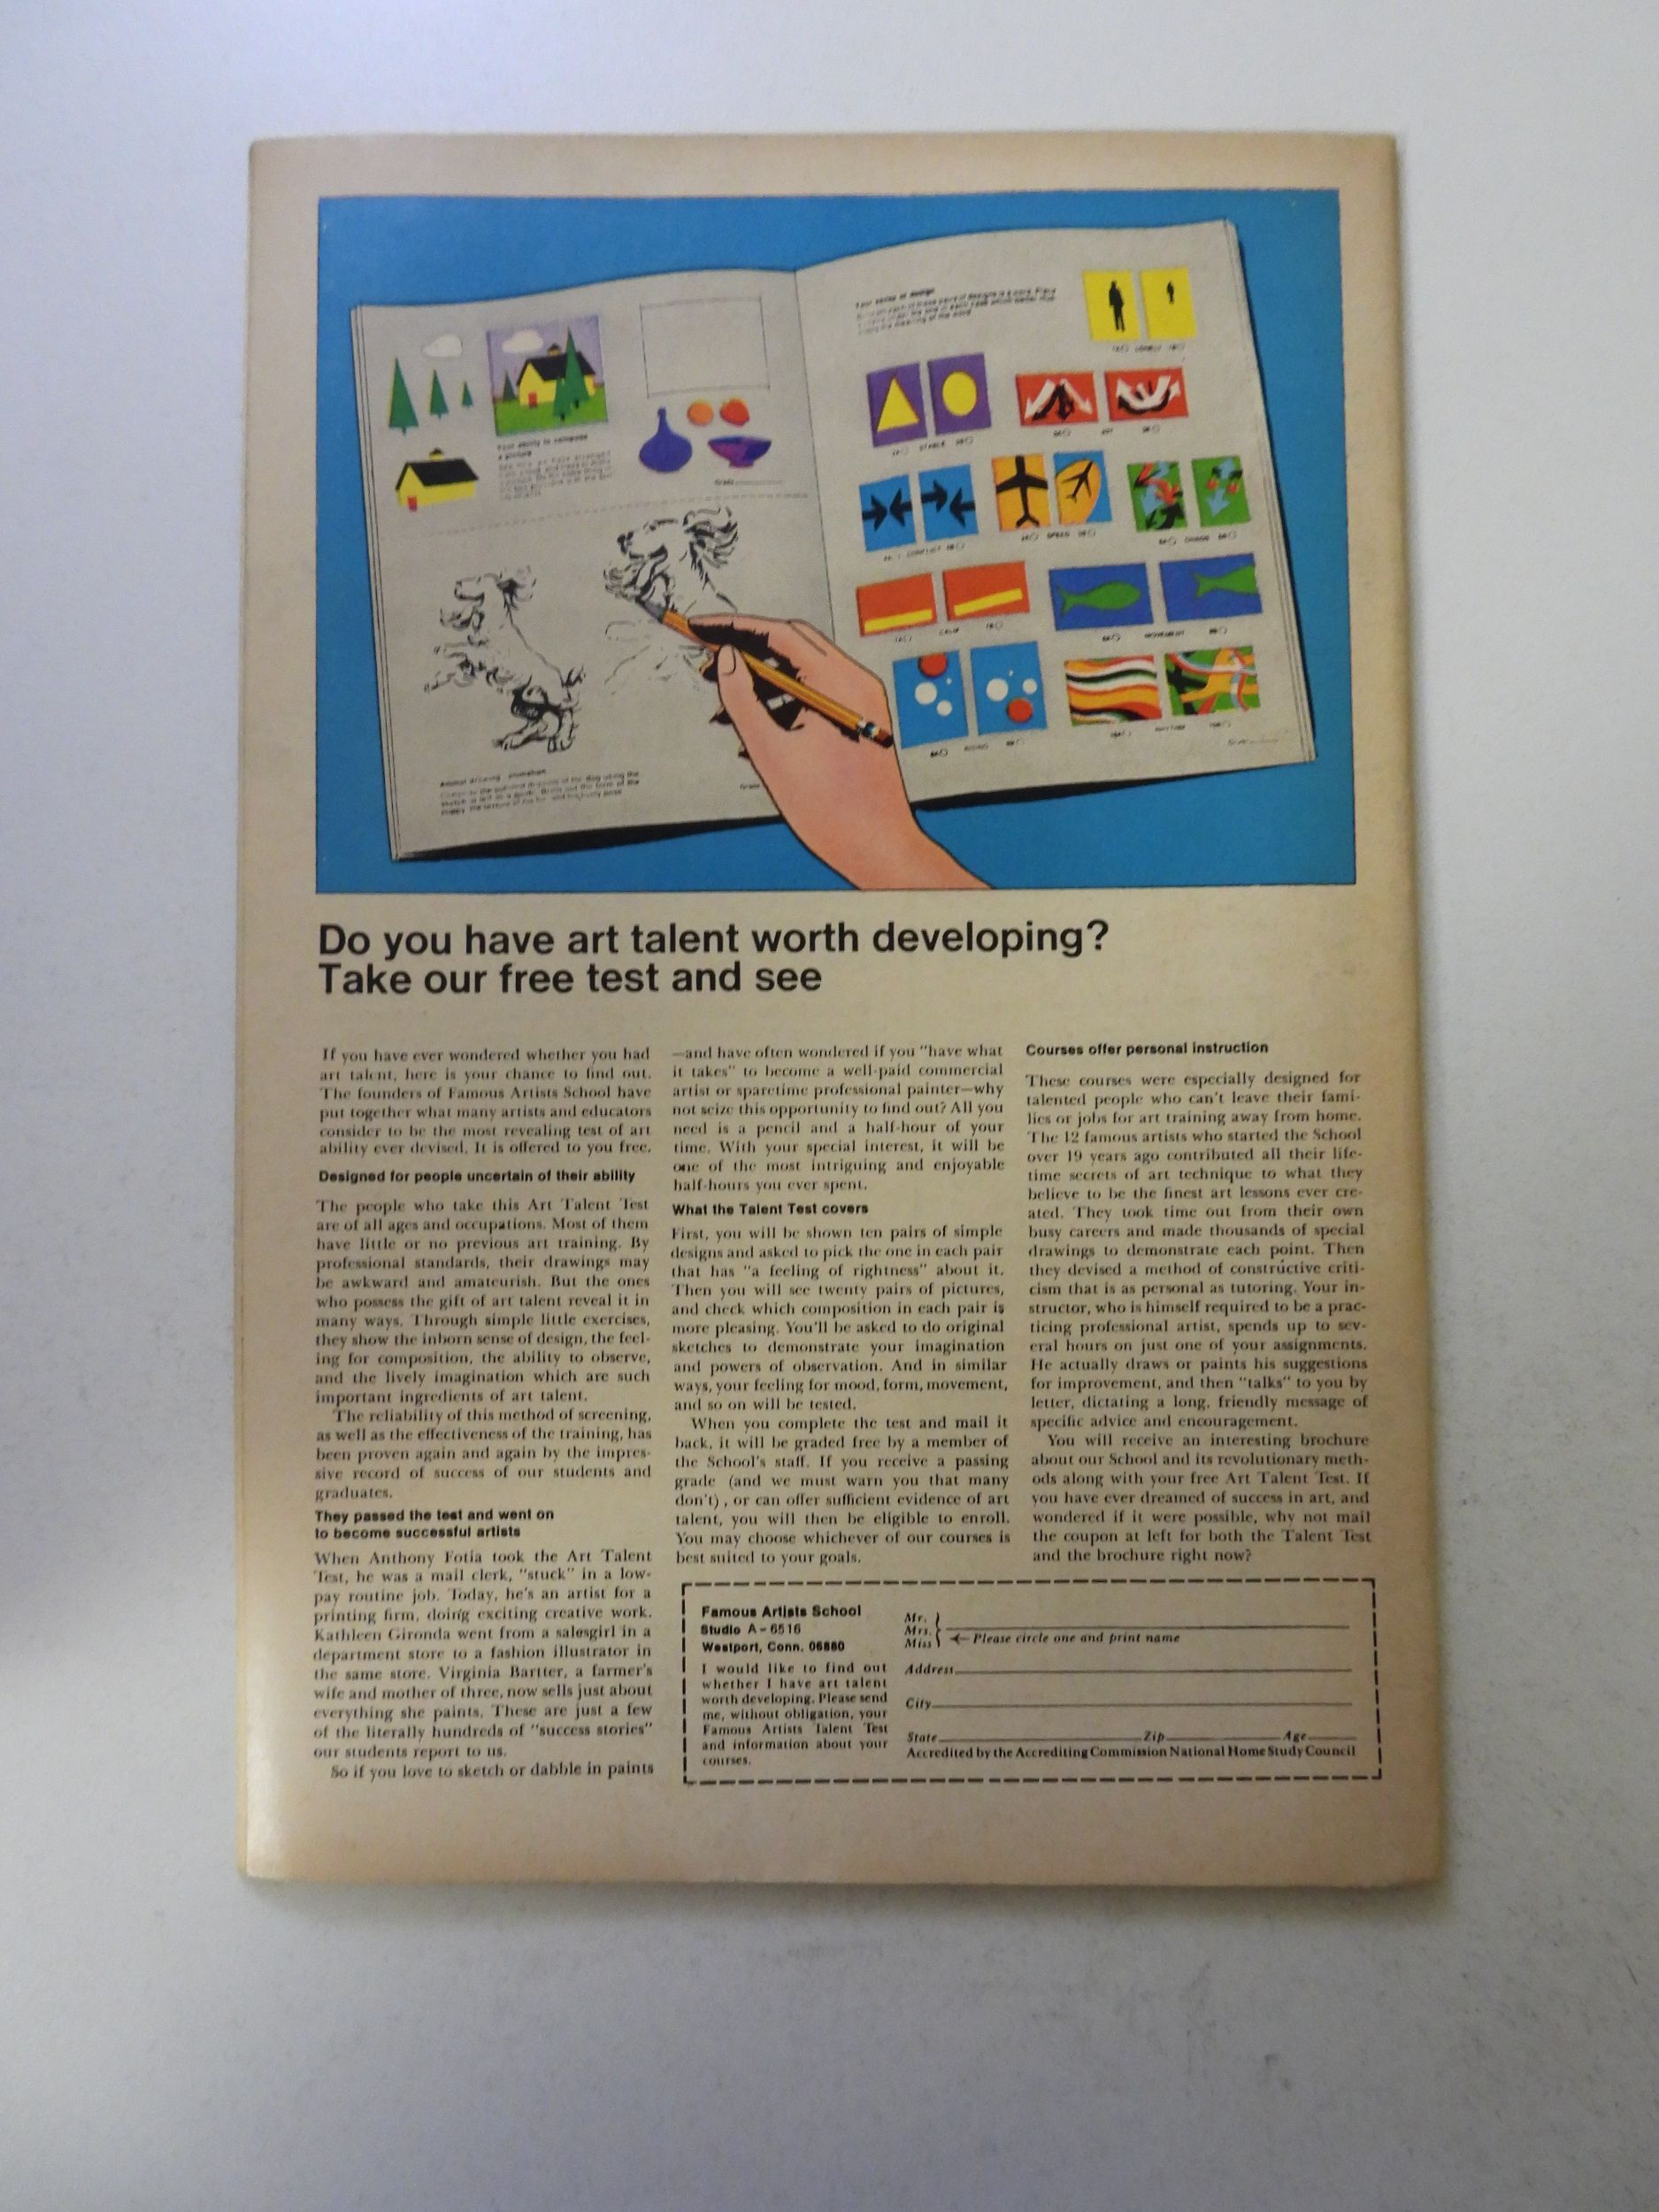 Do you have art talent worth developing?
Take our free test and see
If you have ever wondered whether you had
art talent, here is your chance to find out.
The founders of Famous Artists School have
put together what many artists and educators
consider to be the most revealing test of art
ability ever devised. It is offered to you free.
Designed for people uncertain of their ability
The people who take this Art Talent Test
are of all ages and occupations. Most of them
have little or no previous art training. By
professional standards, their drawings may
be awkward and amateurish. But the ones
who possess the gift of art talent reveal it in
many ways. Through simple little exercises,
they show the inborn sense of design, the feel-
ing for composition, the ability to observe,
and the lively imagination which are such
important ingredients of art talent.
The reliability of this method of screening,
as well as the effectiveness of the training, has
been proven again and again by the impres-
sive record of success of our students and
graduates.
They passed the test and went on
to become successful artists
When Anthony Fotia took the Art Talent
Test, he was a mail clerk, "stuck" in a low-
pay routine job. Today, he's an artist for a
printing firm, doing exciting creative work.
Kathleen Gironda went from a salesgirl in a
department store to a fashion illustrator in
the same store. Virginia Bartter, a farmer's
wife and mother of three, now sells just about
everything she paints. These are just a few
of the literally hundreds of "success stories"
our students report to us.
So if you love to sketch or dabble in paints
—and have often wondered if you "have what
it takes" to become a well-paid commercial
artist or sparetime professional painter—why
not seize this opportunity to find out? All you
need is a pencil and a half-hour of your
time. With your special interest, it will be
one of the most intriguing and enjoyable
half-hours you ever spent.
What the Talent Test covers
First, you will be shown ten pairs of simple
designs and asked to pick the one in each pair
that has "a feeling of rightness" about it.
Then you will see twenty pairs of pictures,
and check which composition in each pair is
more pleasing. You'll be asked to do original
sketches to demonstrate your imagination
and powers of observation. And in similar
ways, your feeling for mood, form, movement,
and so on will be tested.
When you complete the test and mail it
back, it will be graded free by a member of
the School's staff. If you receive a passing
grade (and we must warn you that many
don't), or can offer sufficient evidence of art
talent, you will then be eligible to enroll.
You may choose whichever of our courses is
best suited to your goals.
Courses offer personal instruction
These courses were especially designed for
talented people who can't leave their fami-
lies or jobs for art training away from home.
The 12 famous artists who started the School
over 19 years ago contributed all their life-
time secrets of art technique to what they
believe to be the finest art lessons ever cre-
ated. They took time out from their own
busy careers and made thousands of special
drawings to demonstrate each point. Then
they devised a method of constructive criti-
cism that is as personal as tutoring. Your in-
structor, who is himself required to be a prac-
ticing professional artist, spends up to sev-
eral hours on just one of your assignments.
He actually draws or paints his suggestions
for improvement, and then "talks" to you by
letter, dictating a long, friendly message of
specific advice and encouragement.
You will receive an interesting brochure
about our School and its revolutionary meth-
ods along with your free Art Talent Test. If
you have ever dreamed of success in art, and
wondered if it were possible, why not mail
the coupon at left for both the Talent Test
and the brochure right now?
Famous Artists School
Studio A-6516
Westport, Conn. 06880
I would like to find out
whether I have art talent
worth developing. Please send
me, without obligation, your
Famous Artists Talent Test
and information about your
courses.
Mr.
Mrs.
Miss
Please circle one and print name
Address
City
State Zip Age
Accredited by the Accrediting Commission National Home Study Council